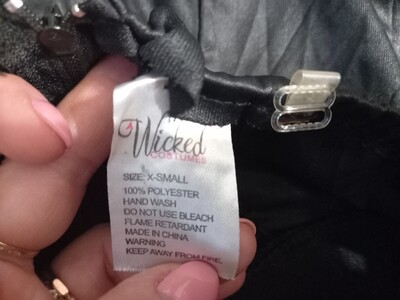 Wicked
COSTUMES
SIZE: X-SMALL
100% POLYESTER
HAND WASH
DO NOT USE BLEACH
FLAME RETARDANT
MADE IN CHINA
WARNING
KEEP AWAY FROM FIRE